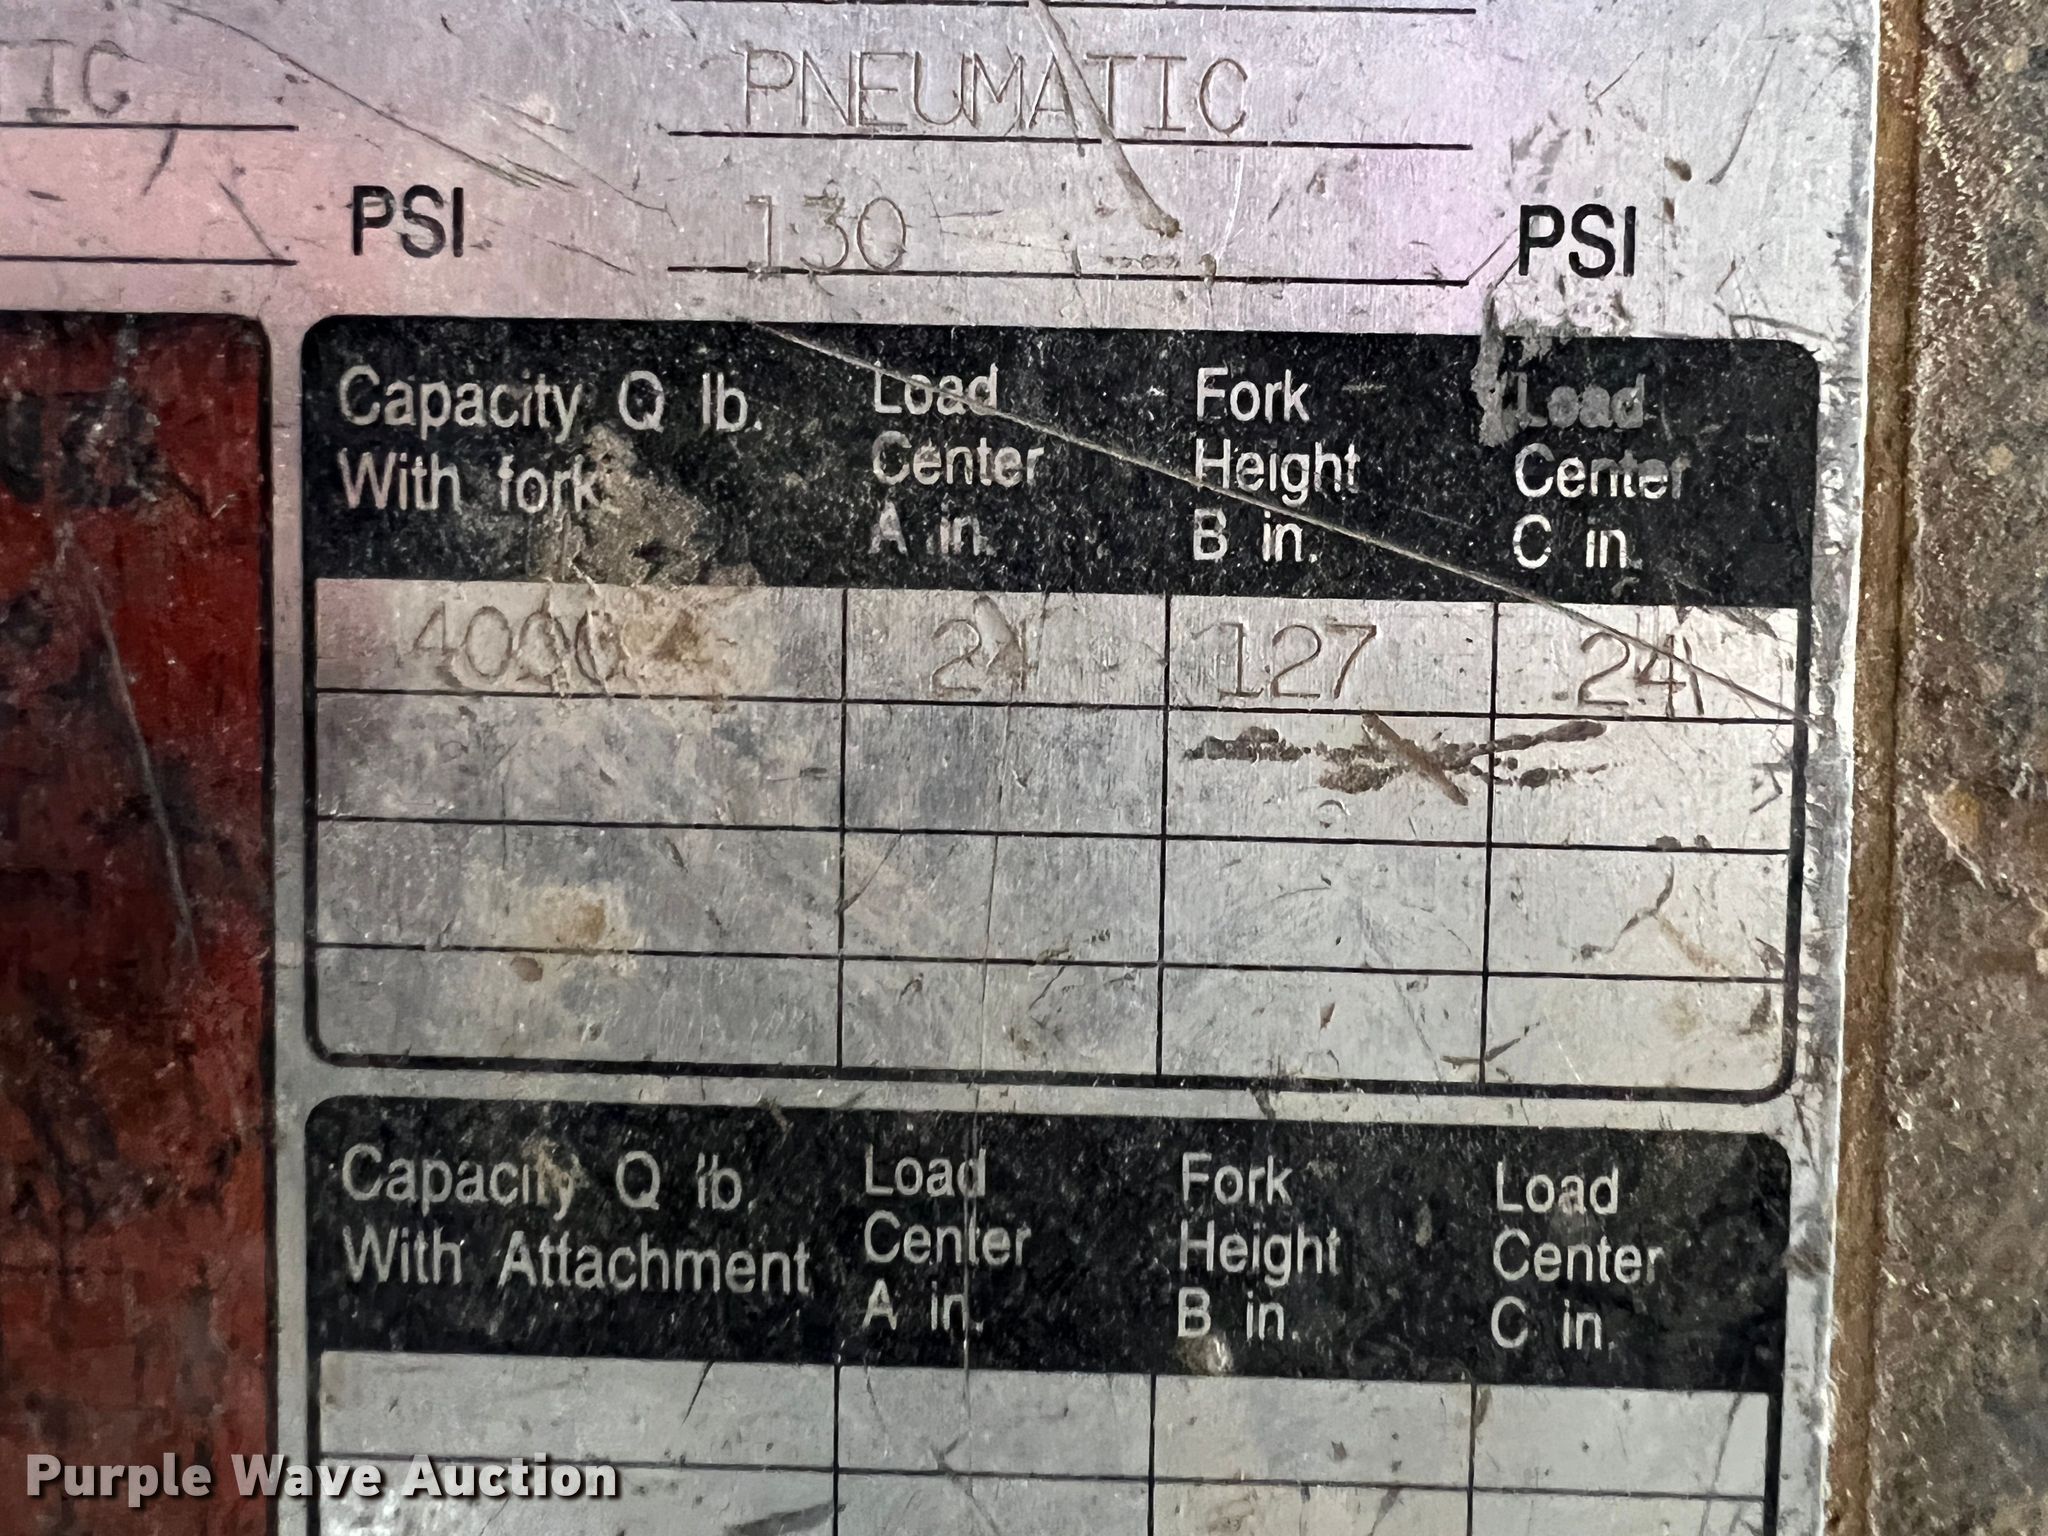 TIC PNEUMATIC
PSI 130 PSI
Capacity Q lb. With fork
Load Center A in.
Fork Height B in.
Load Center C in.
4000 24 127 24
Capacity Q lb. With Attachment
Load Center A in.
Fork Height B in.
Load Center C in.
Purple Wave Auction